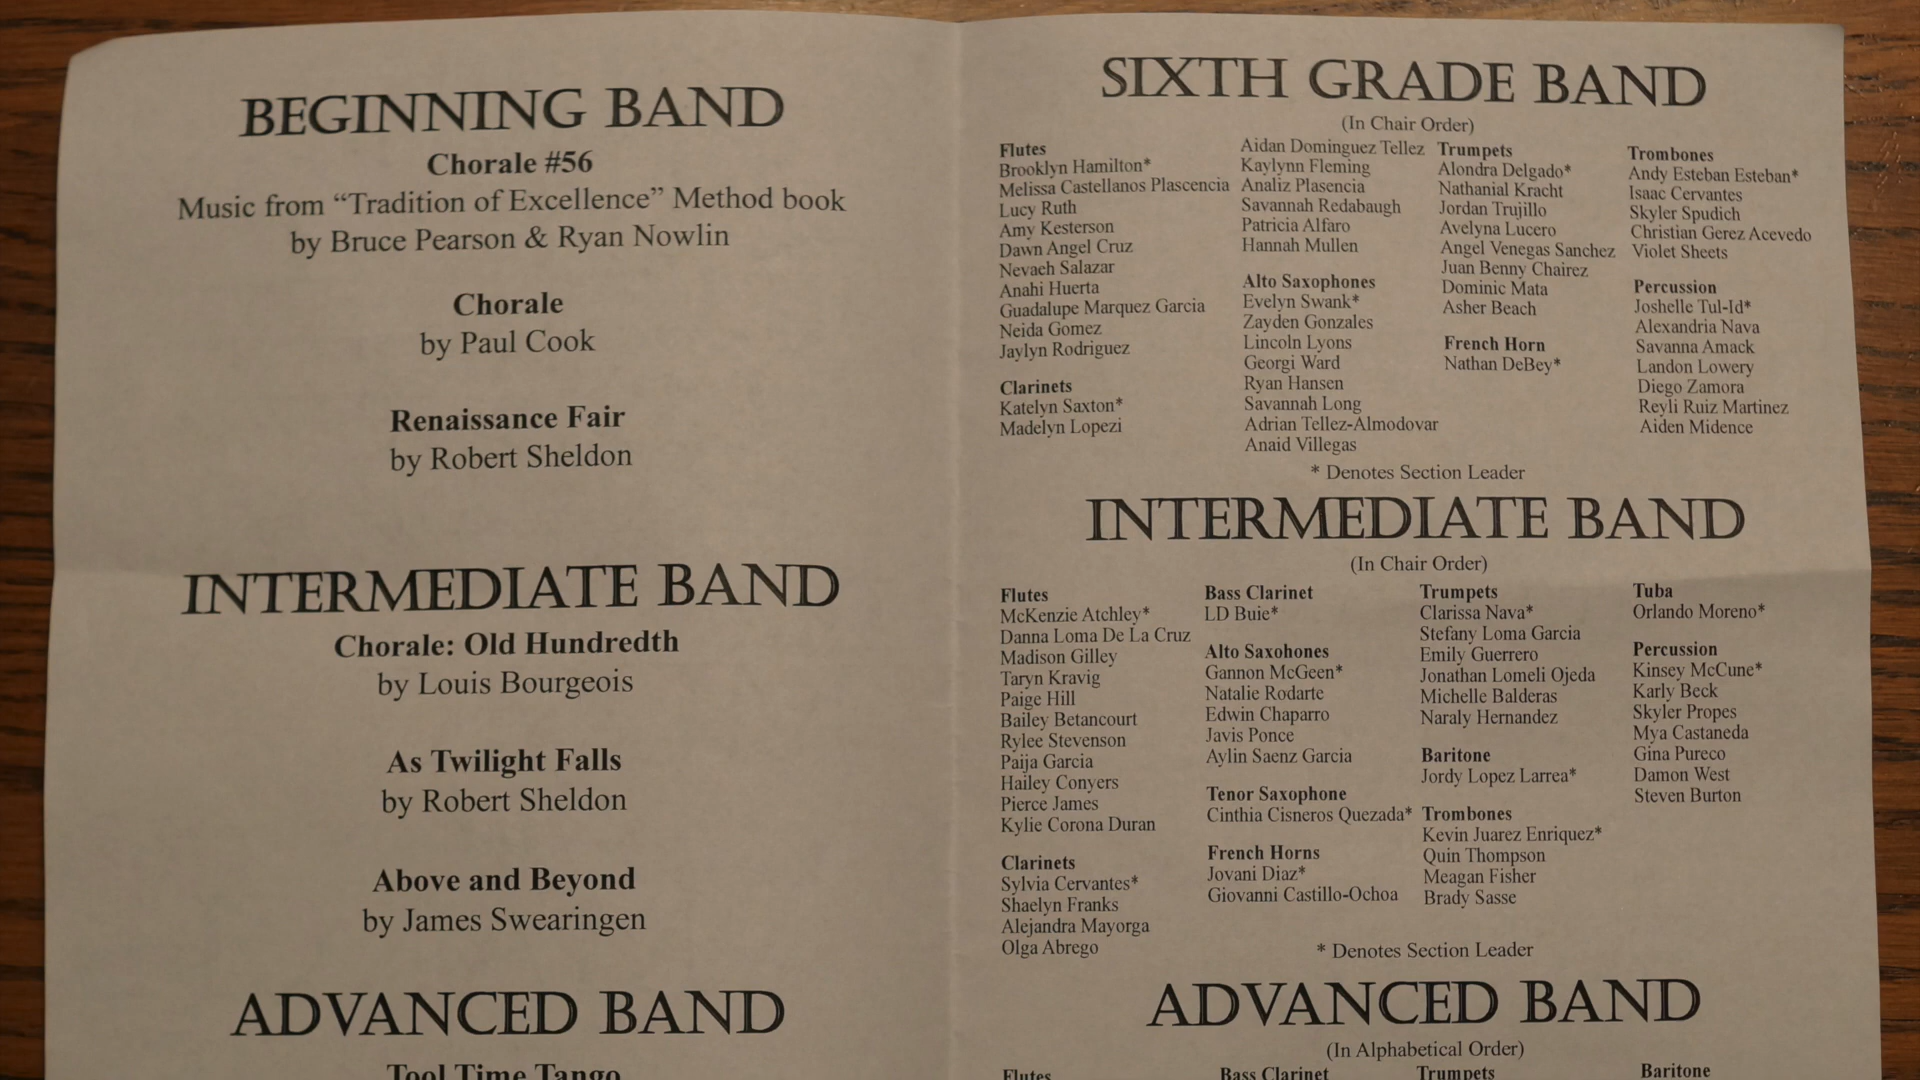 BEGINNING BAND
Chorale #56
Music from “Tradition of Excellence” Method book
by Bruce Pearson & Ryan Nowlin
Chorale
by Paul Cook
Renaissance Fair
by Robert Sheldon
INTERMEDIATE BAND
Chorale: Old Hundredth
by Louis Bourgeois
As Twilight Falls
by Robert Sheldon
Above and Beyond
by James Swearingen
ADVANCED BAND
Tool Time Tango
SIXTH GRADE BAND
(In Chair Order)
Flutes
Brooklyn Hamilton*
Melissa Castellanos Plascencia
Lucy Ruth
Amy Kesterson
Dawn Angel Cruz
Nevaeh Salazar
Anahi Huerta
Guadalupe Marquez Garcia
Neida Gomez
Jaylyn Rodriguez
Clarinets
Katelyn Saxton*
Madelyn Lopezi
Aidan Dominguez Tellez
Kaylynn Fleming
Analiz Plasencia
Savannah Redabaugh
Patricia Alfaro
Hannah Mullen
Alto Saxophones
Evelyn Swank*
Zayden Gonzales
Lincoln Lyons
Georgi Ward
Ryan Hansen
Savannah Long
Adrian Tellez-Almodovar
Anaid Villegas
Trumpets
Alondra Delgado*
Nathanial Kracht
Jordan Trujillo
Avelyna Lucero
Angel Venegas Sanchez
Juan Benny Chairez
Dominic Mata
Asher Beach
French Horn
Nathan DeBey*
Trombones
Andy Esteban Esteban*
Isaac Cervantes
Skyler Spudich
Christian Gerez Acevedo
Violet Sheets
Percussion
Joshelle Tul-Id*
Alexandria Nava
Savanna Amack
Landon Lowery
Diego Zamora
Reyli Ruiz Martinez
Aiden Midence
* Denotes Section Leader
INTERMEDIATE BAND
(In Chair Order)
Flutes
McKenzie Atchley*
Danna Loma De La Cruz
Madison Gilley
Taryn Kravig
Paige Hill
Bailey Betancourt
Rylee Stevenson
Paija Garcia
Hailey Conyers
Pierce James
Kylie Corona Duran
Clarinets
Sylvia Cervantes*
Shaelyn Franks
Alejandra Mayorga
Olga Abrego
Bass Clarinet
LD Buie*
Alto Saxohones
Gannon McGeen*
Natalie Rodarte
Edwin Chaparro
Javis Ponce
Aylin Saenz Garcia
Tenor Saxophone
Cinthia Cisneros Quezada*
French Horns
Jovani Diaz*
Giovanni Castillo-Ochoa
Trumpets
Clarissa Nava*
Stefany Loma Garcia
Emily Guerrero
Jonathan Lomeli Ojeda
Michelle Balderas
Naraly Hernandez
Baritone
Jordy Lopez Larrea*
Trombones
Kevin Juarez Enriquez*
Quin Thompson
Meagan Fisher
Brady Sasse
Tuba
Orlando Moreno*
Percussion
Kinsey McCune*
Karly Beck
Skyler Propes
Mya Castaneda
Gina Pureco
Damon West
Steven Burton
* Denotes Section Leader
ADVANCED BAND
(In Alphabetical Order)
Flutes
Bass Clarinet
Trumpets
Baritone